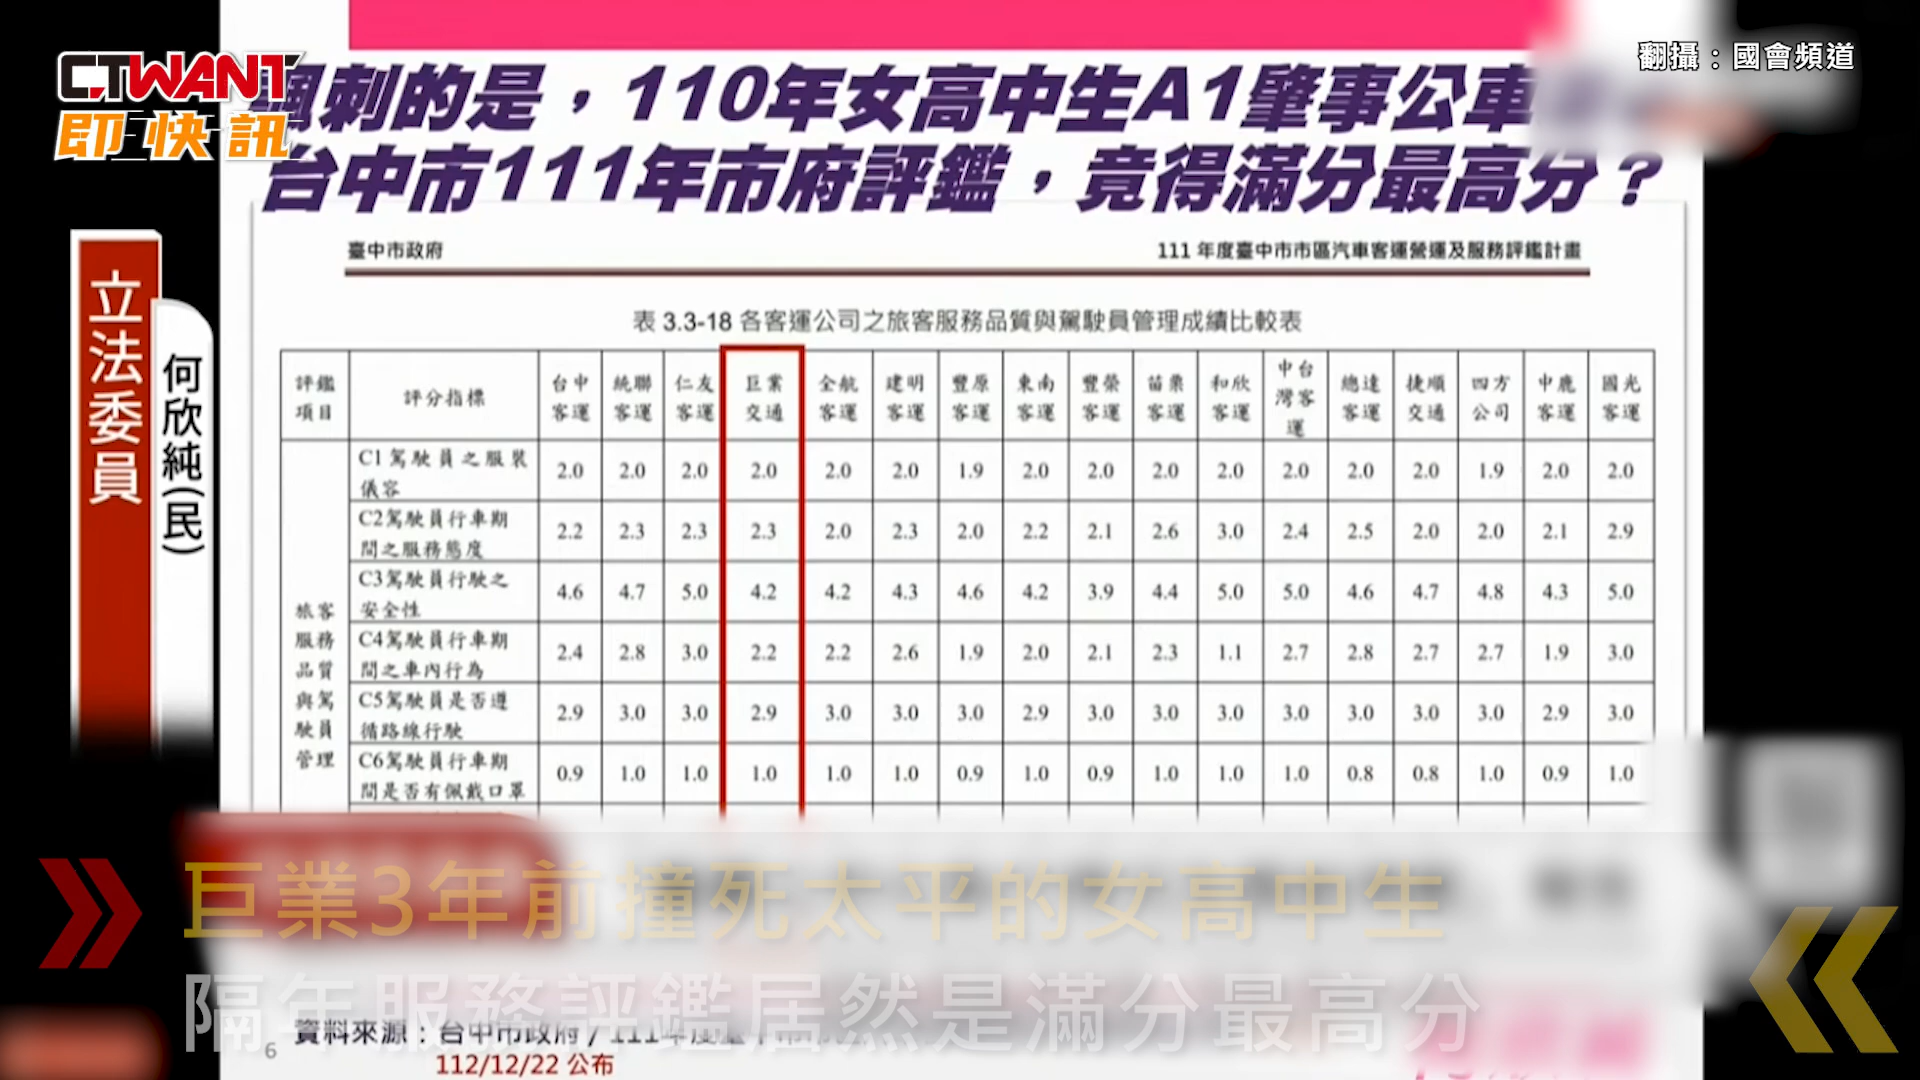 CTWANT
即快訊
翻攝：國會頻道
諷刺的是，110年女高中生A1肇事公車
台中市111年市府評鑑，竟得滿分最高分？
立法委員
何欣純(民)
臺中市政府
111 年度臺中市市區汽車客運營運及服務評鑑計畫
表 3.3-18 各客運公司之旅客服務品質與駕駛員管理成績比較表
評鑑項目 評分指標 台中客運 統聯客運 仁友客運 巨業交通 全航客運 建明客運 豐原客運 東南客運 豐榮客運 苗栗客運 和欣客運 中台灣客運 總達客運 捷順交通 四方公司 中鹿客運 國光客運
旅客服務品質與駕駛員管理
C1駕駛員之服裝儀容 2.0 2.0 2.0 2.0 2.0 2.0 1.9 2.0 2.0 2.0 2.0 2.0 2.0 2.0 1.9 2.0 2.0
C2駕駛員行車期間之服務態度 2.2 2.3 2.3 2.3 2.0 2.3 2.0 2.2 2.1 2.6 3.0 2.4 2.5 2.0 2.0 2.1 2.9
C3駕駛員行駛之安全性 4.6 4.7 5.0 4.2 4.2 4.3 4.6 4.2 3.9 4.4 5.0 5.0 4.6 4.7 4.8 4.3 5.0
C4駕駛員行車期間之車內行為 2.4 2.8 3.0 2.2 2.2 2.6 1.9 2.0 2.1 2.3 1.1 2.7 2.8 2.7 2.7 1.9 3.0
C5駕駛員是否遵循路線行駛 2.9 3.0 3.0 2.9 3.0 3.0 3.0 2.9 3.0 3.0 3.0 3.0 3.0 3.0 3.0 2.9 3.0
C6駕駛員行車期間是否有佩戴口罩 0.9 1.0 1.0 1.0 1.0 1.0 0.9 1.0 0.9 1.0 1.0 1.0 0.8 0.8 1.0 0.9 1.0
巨業3年前撞死太平的女高中生
隔年服務評鑑居然是滿分最高分
6
資料來源：台中市政府 / 111年度臺中市
112/12/22 公布